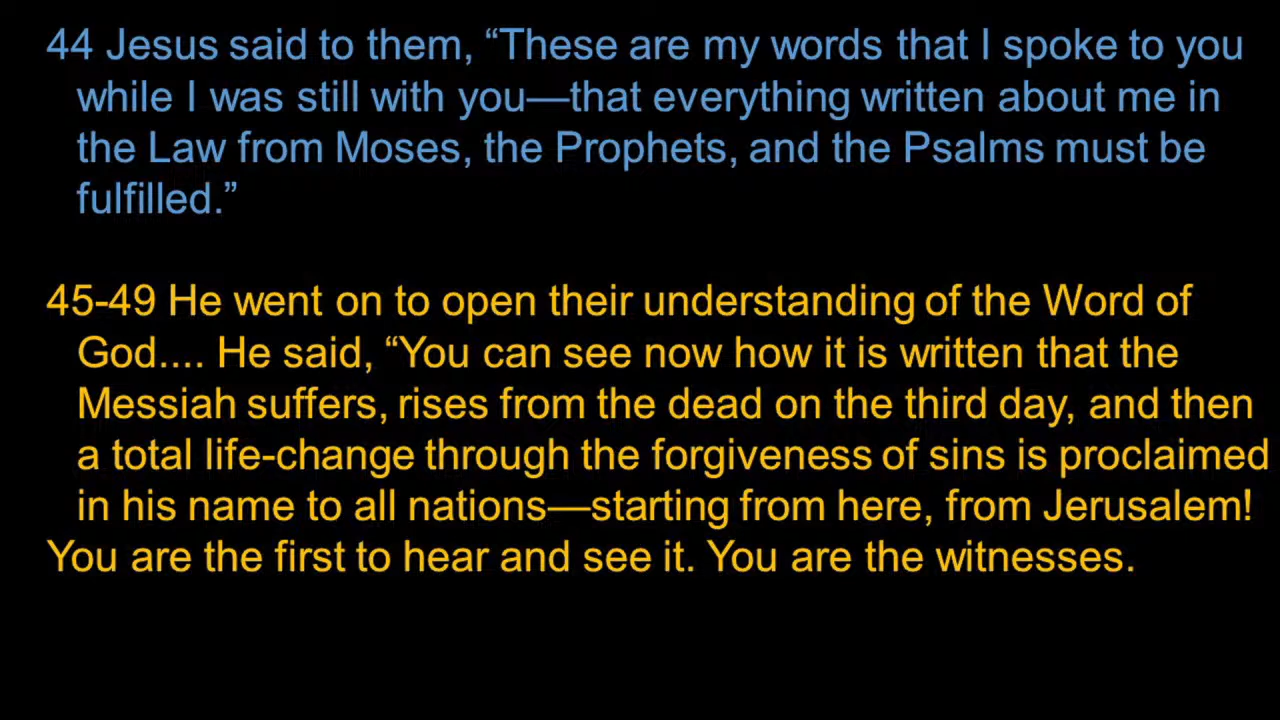 44 Jesus said to them, “These are my words that I spoke to you
while I was still with you—that everything written about me in
the Law from Moses, the Prophets, and the Psalms must be
fulfilled.”
45-49 He went on to open their understanding of the Word of
God.... He said, “You can see now how it is written that the
Messiah suffers, rises from the dead on the third day, and then
a total life-change through the forgiveness of sins is proclaimed
in his name to all nations—starting from here, from Jerusalem!
You are the first to hear and see it. You are the witnesses.